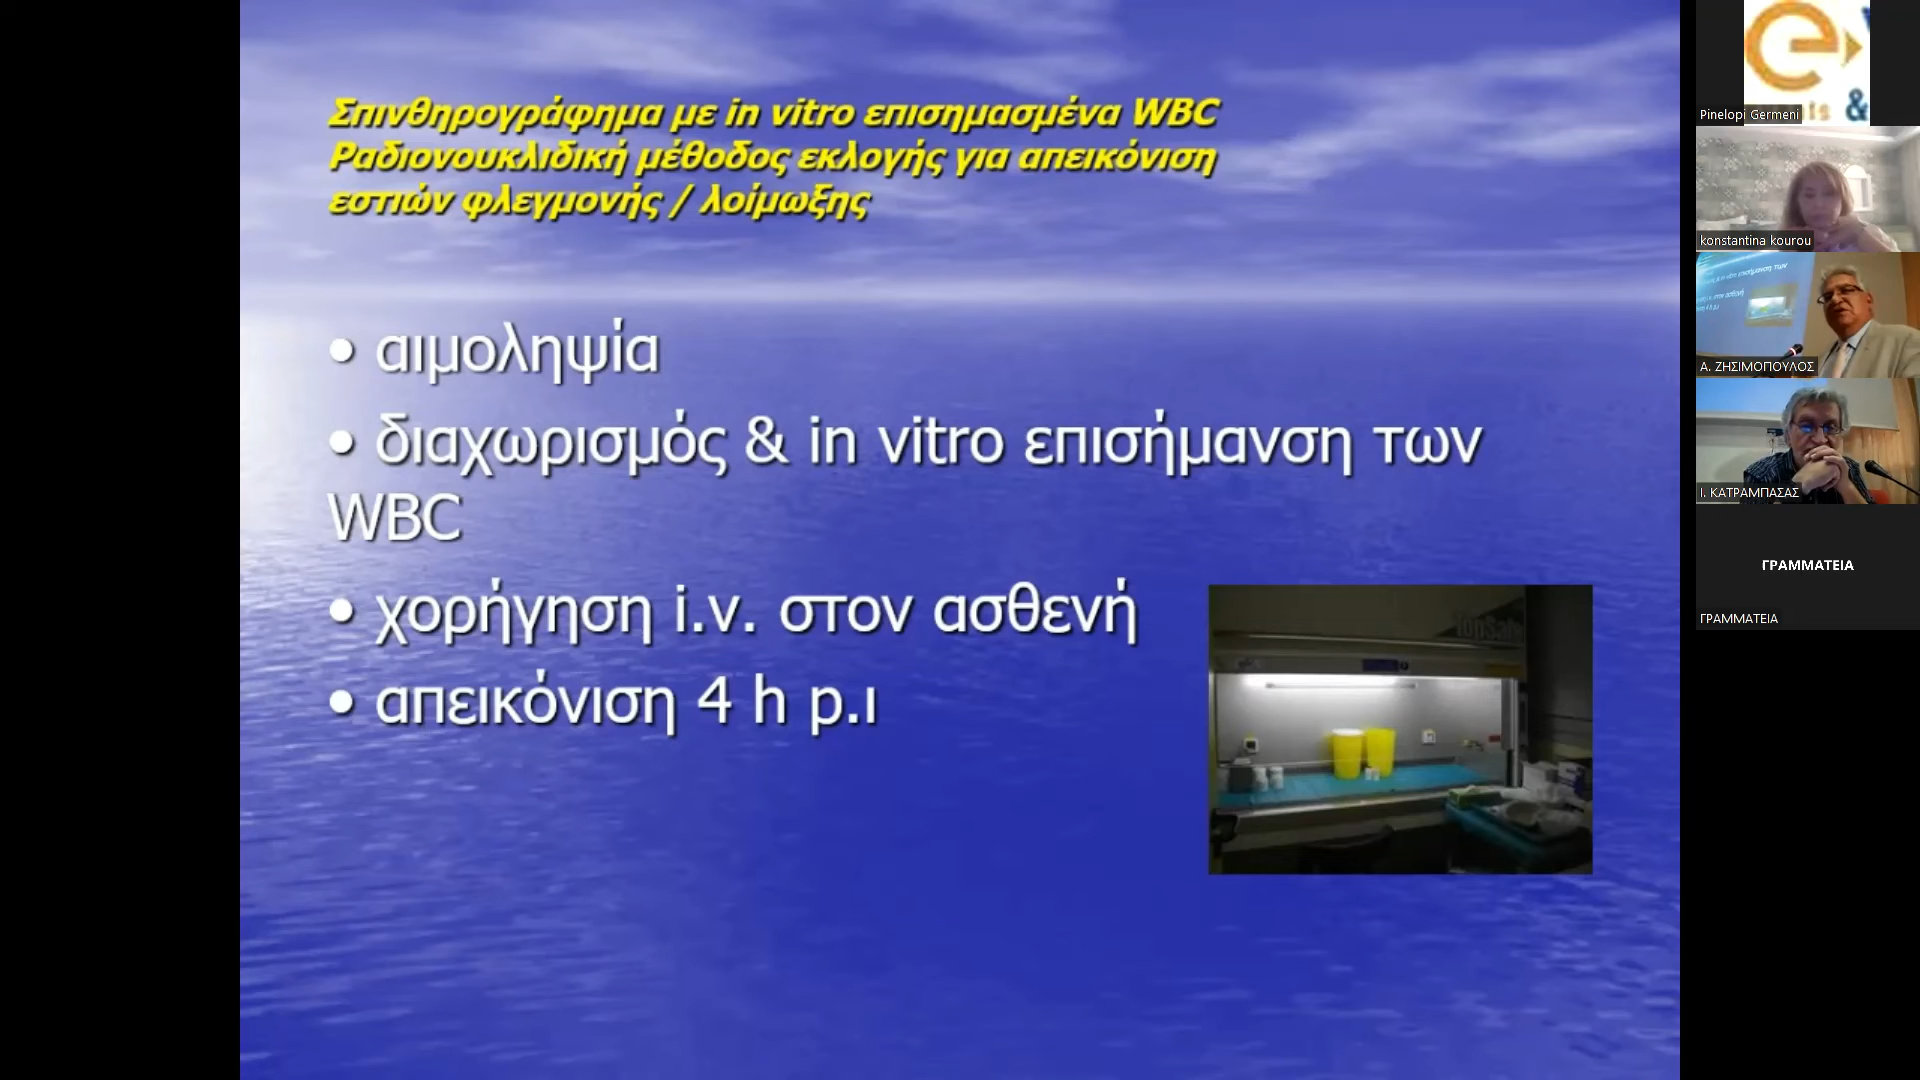 Σπινθηρογράφημα με in vitro επισημασμένα WBC
Ραδιονουκλιδική μέθοδος εκλογής για απεικόνιση
εστιών φλεγμονής / λοίμωξης
• αιμοληψία
• διαχωρισμός & in vitro επισήμανση των
WBC
• χορήγηση i.v. στον ασθενή
• απεικόνιση 4 h p.ι
Pinelopi Germeni
konstantina kourou
Α. ΖΗΣΙΜΟΠΟΥΛΟΣ
Ι. ΚΑΤΡΑΜΠΑΣΑΣ
ΓΡΑΜΜΑΤΕΙΑ
ΓΡΑΜΜΑΤΕΙΑ